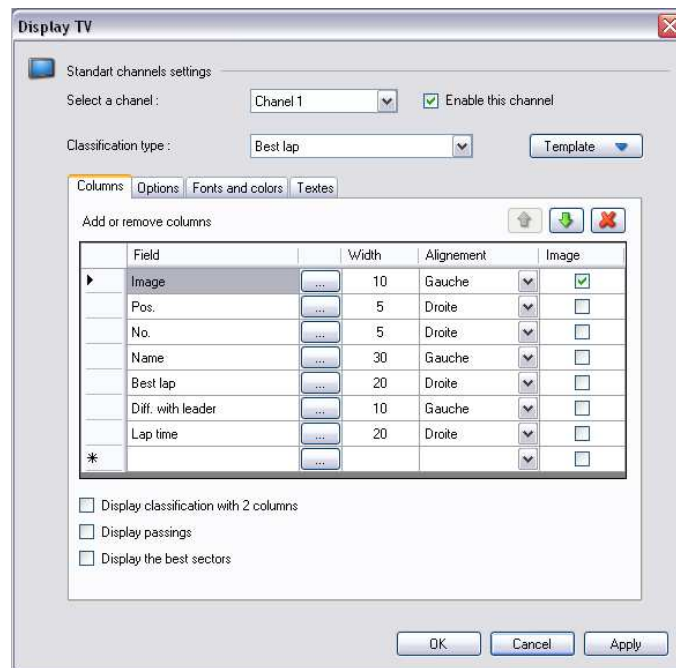 Display TV
Standart channels settings
Select a chanel :
Chanel 1
Enable this channel
Classification type :
Best lap
Template
Columns Options Fonts and colors Textes
Add or remove columns
Field Width Alignement Image
Image ... 10 Gauche
Pos. ... 5 Droite
No. ... 5 Droite
Name ... 30 Gauche
Best lap ... 20 Droite
Diff. with leader ... 10 Gauche
Lap time ... 20 Droite
* ...
Display classification with 2 columns
Display passings
Display the best sectors
OK Cancel Apply